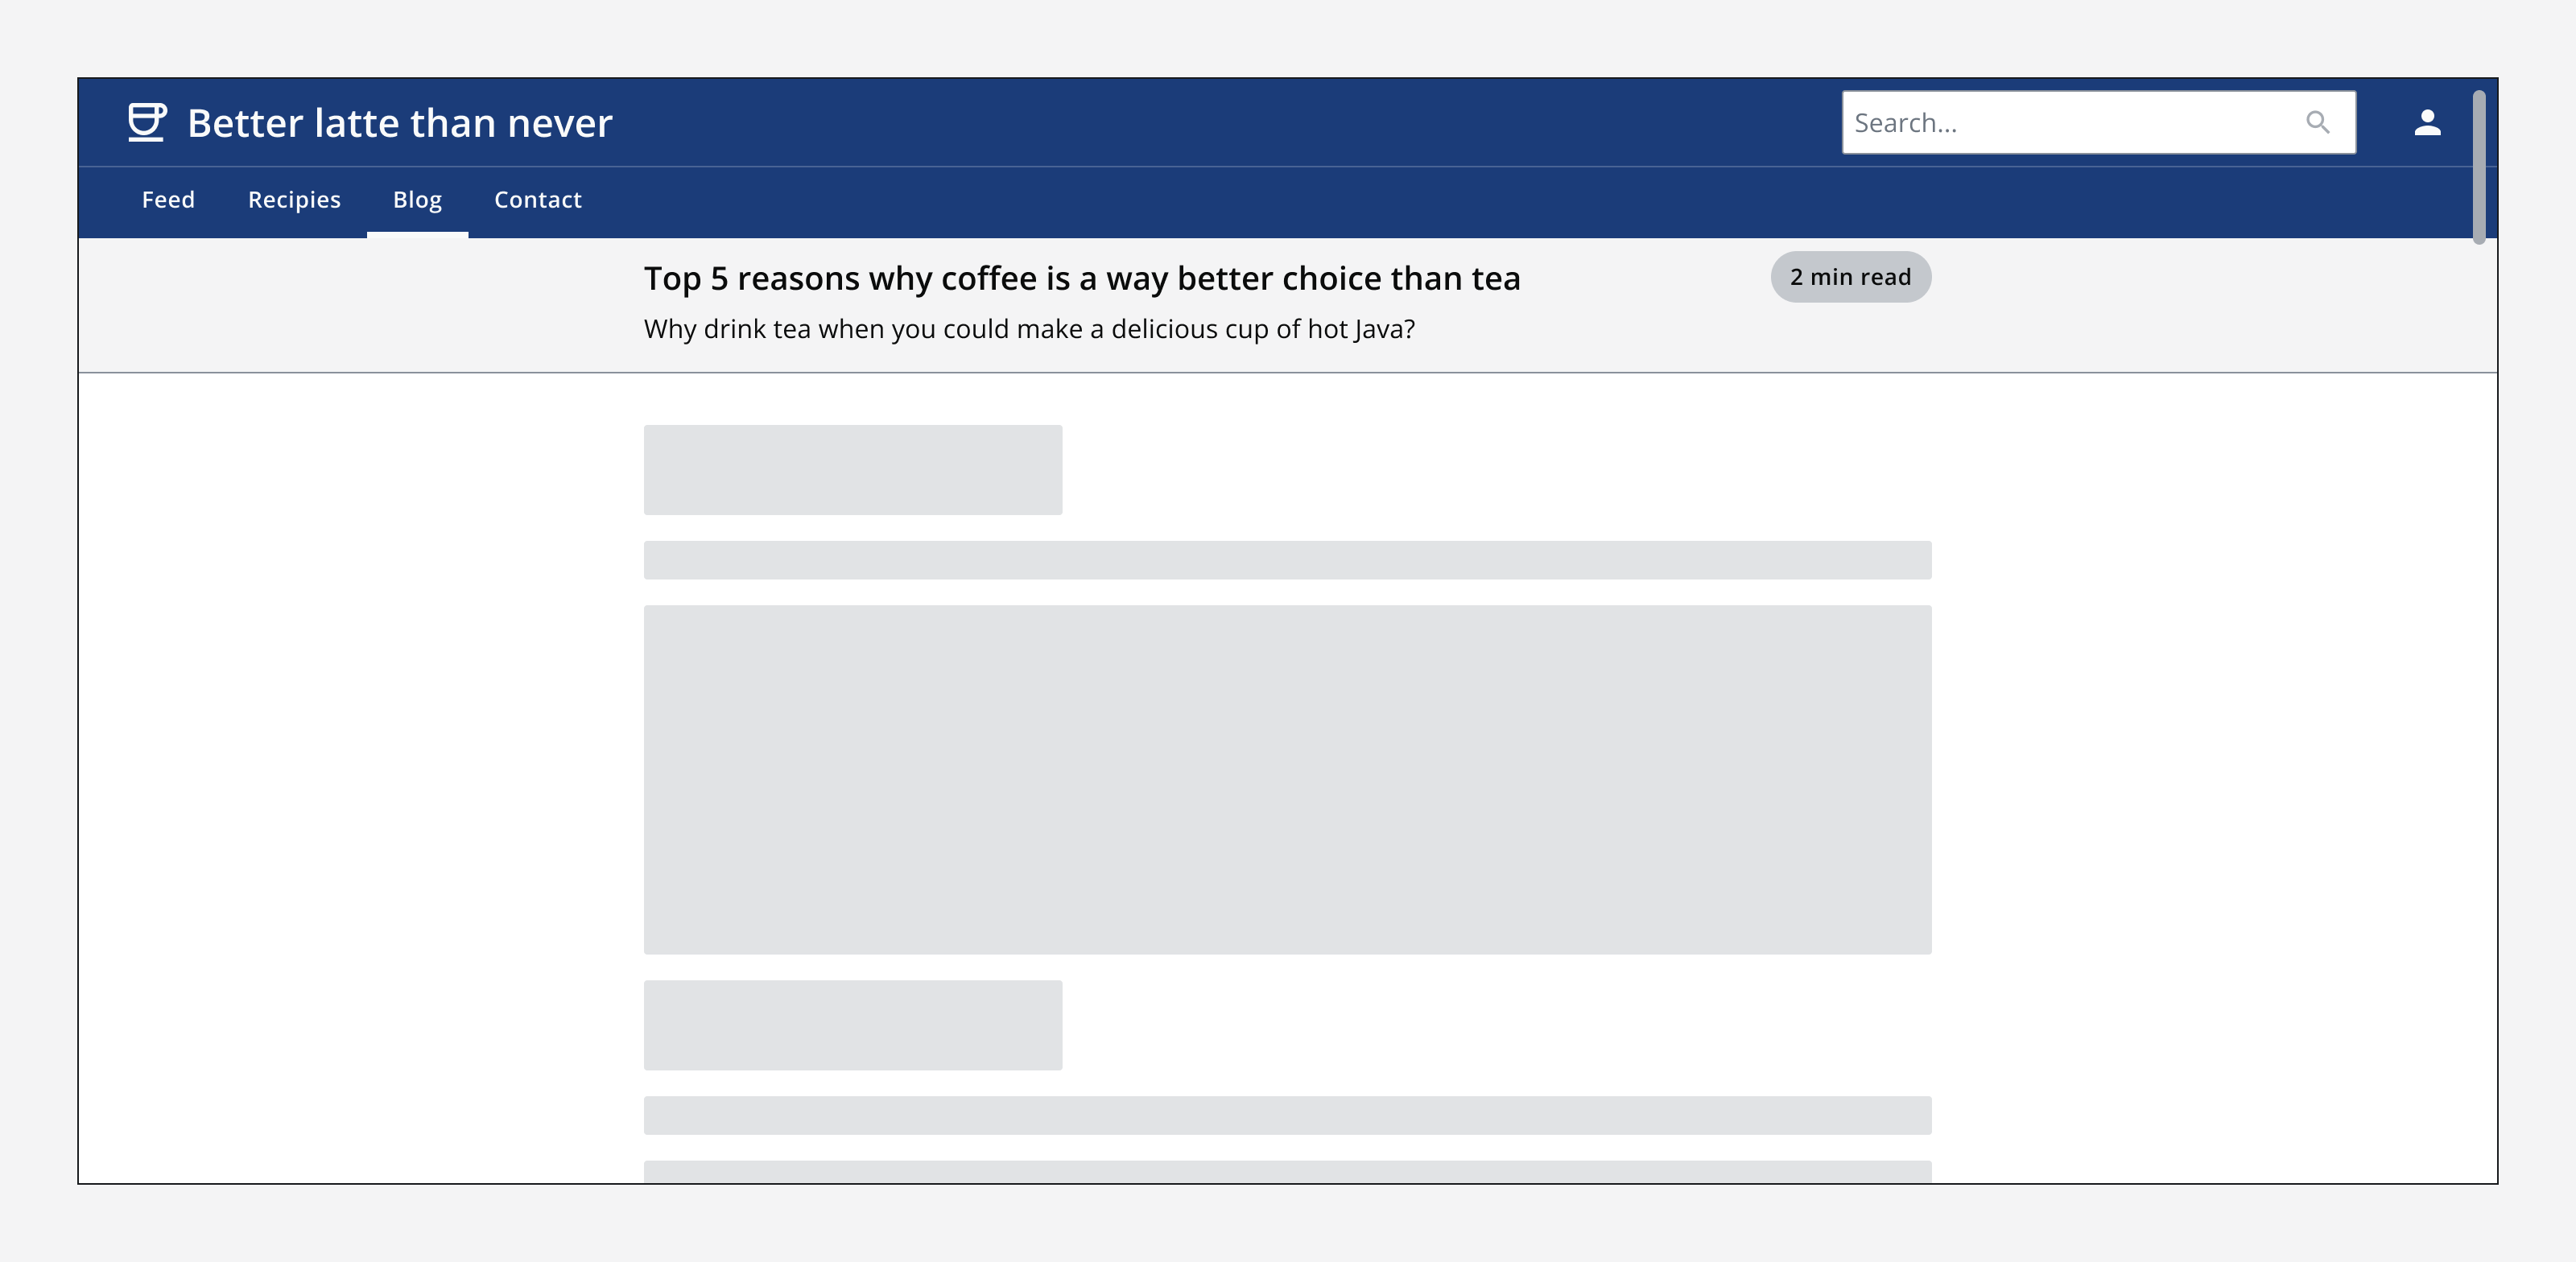 Better latte than never
Search...
Feed Recipies Blog Contact
Top 5 reasons why coffee is a way better choice than tea
2 min read
Why drink tea when you could make a delicious cup of hot Java?